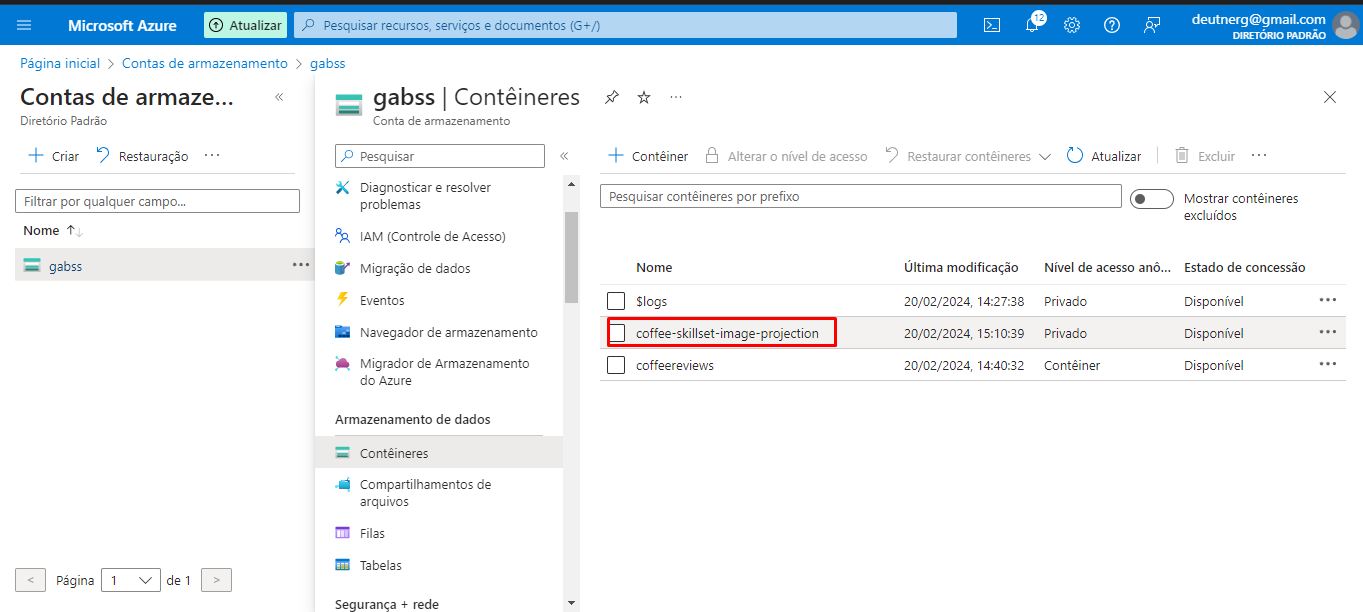 Microsoft Azure
Atualizar
Pesquisar recursos, serviços e documentos (G+/)
12
deutnerg@gmail.com
DIRETÓRIO PADRÃO
Página inicial > Contas de armazenamento > gabss
Contas de armaze...
Diretório Padrão
Criar
Restauração
Filtrar por qualquer campo...
Nome
gabss
< Página 1 de 1 >
gabss | Contêineres
Conta de armazenamento
Pesquisar
Diagnosticar e resolver
problemas
IAM (Controle de Acesso)
Migração de dados
Eventos
Navegador de armazenamento
Migrador de Armazenamento
do Azure
Armazenamento de dados
Contêineres
Compartilhamentos de
arquivos
Filas
Tabelas
Segurança + rede
Contêiner
Alterar o nível de acesso
Restaurar contêineres
Atualizar
Excluir
Pesquisar contêineres por prefixo
Mostrar contêineres
excluídos
Nome Última modificação Nível de acesso anô... Estado de concessão
$logs 20/02/2024, 14:27:38 Privado Disponível
coffee-skillset-image-projection 20/02/2024, 15:10:39 Privado Disponível
coffeereviews 20/02/2024, 14:40:32 Contêiner Disponível